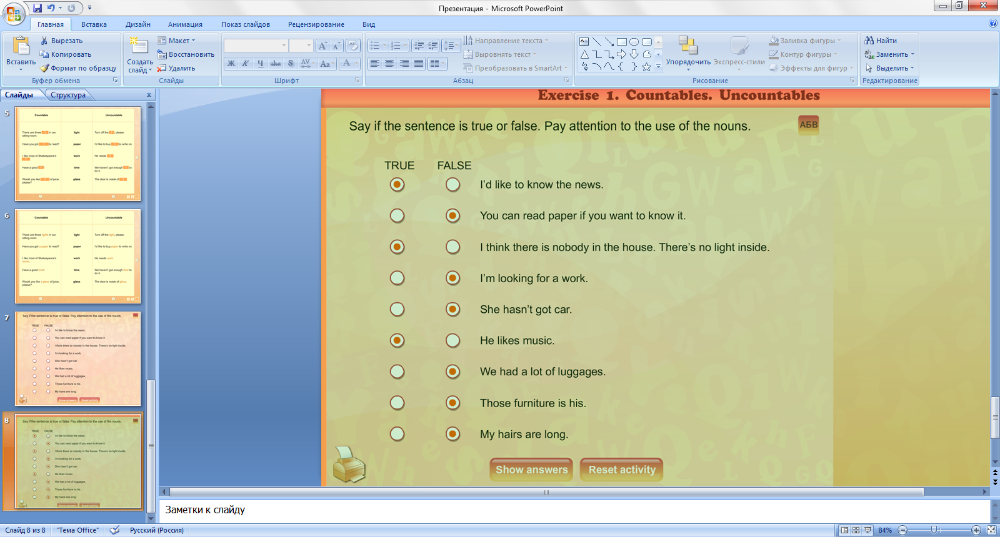 Презентация - Microsoft PowerPoint
Главная Вставка Дизайн Анимация Показ слайдов Рецензирование Вид
Вставить
Вырезать
Копировать
Формат по образцу
Буфер обмена
Создать слайд
Макет
Восстановить
Удалить
Слайды
Ж К Ч abc S AV Aa A
Шрифт
Направление текста
Выровнять текст
Преобразовать в SmartArt
Абзац
Упорядочить
Экспресс-стили
Заливка фигуры
Контур фигуры
Эффекты для фигур
Рисование
Найти
Заменить
Выделить
Редактирование
Слайды Структура
5
Countable Uncountable
There are three in our sitting-room. light Turn off the , please.
Have you got to read? paper I'd like to buy to write on.
I like most of Shakespeare's work He needs
Have a good time We haven't got enough to do it.
Would you like of juice, please? glass The door is made of
6
Countable Uncountable
There are three lights in our sitting-room. light Turn off the light, please.
Have you got a paper to read? paper I'd like to buy paper to write on.
I like most of Shakespeare's works. work He needs work.
Have a good time! time We haven't got enough time to do it.
Would you like a glass of juice, please? glass The door is made of glass.
7
Say if the sentence is true or false. Pay attention to the use of the nouns.
TRUE FALSE
I'd like to know the news.
You can read paper if you want to know it.
I think there is nobody in the house. There's no light inside.
I'm looking for a work.
She hasn't got car.
He likes music.
We had a lot of luggages.
Those furniture is his.
My hairs are long.
Show answers Reset activity
8
Say if the sentence is true or false. Pay attention to the use of the nouns.
TRUE FALSE
I'd like to know the news.
You can read paper if you want to know it.
I think there is nobody in the house. There's no light inside.
I'm looking for a work.
She hasn't got car.
He likes music.
We had a lot of luggages.
Those furniture is his.
My hairs are long.
Show answers Reset activity
Exercise 1. Countables. Uncountables
Say if the sentence is true or false. Pay attention to the use of the nouns.
АБВ
TRUE FALSE
I'd like to know the news.
You can read paper if you want to know it.
I think there is nobody in the house. There's no light inside.
I'm looking for a work.
She hasn't got car.
He likes music.
We had a lot of luggages.
Those furniture is his.
My hairs are long.
Show answers Reset activity
Заметки к слайду
Слайд 8 из 8 "Тема Office" Русский (Россия) 84%